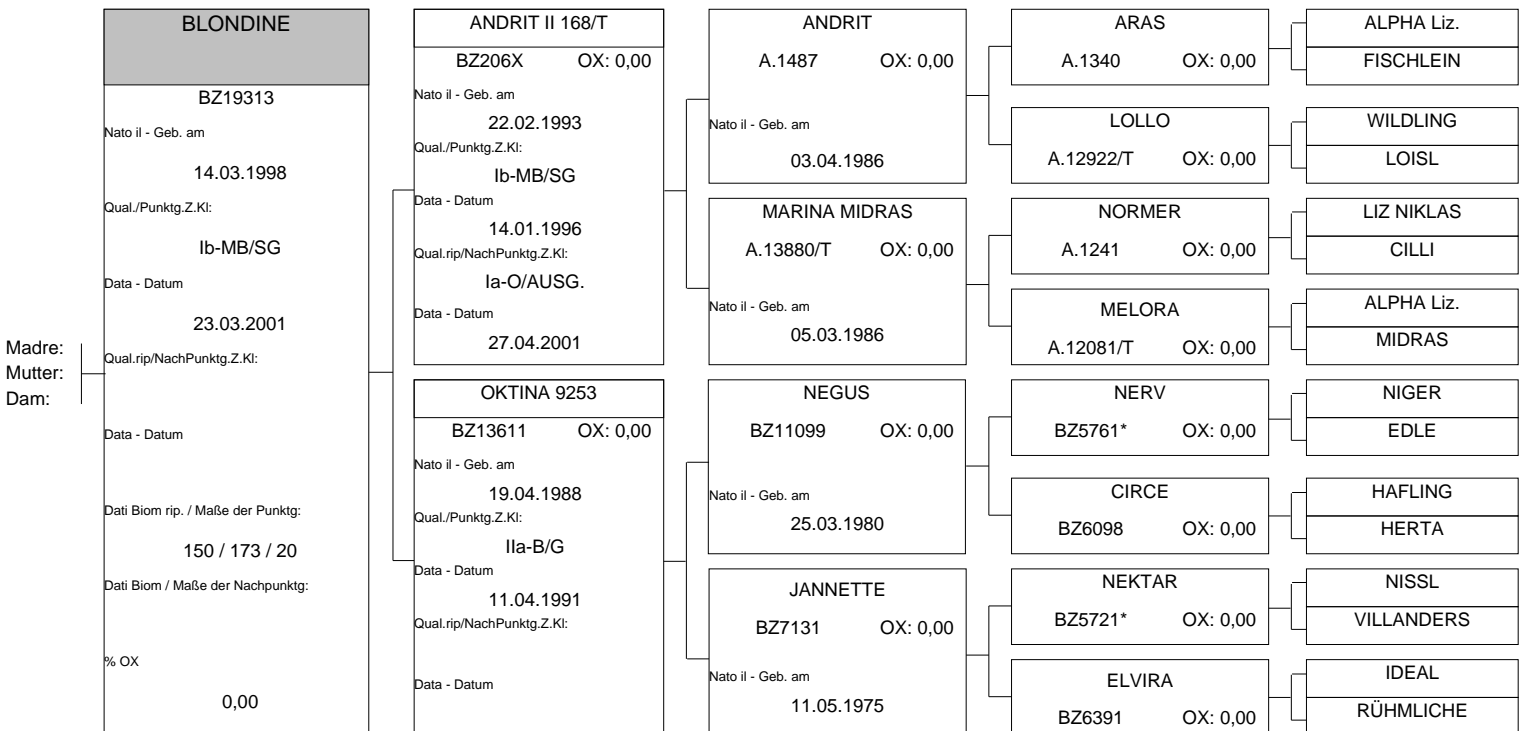 Madre:
Mutter:
Dam:
BLONDINE
BZ19313
Nato il - Geb. am
14.03.1998
Qual./Punktg.Z.Kl:
Ib-MB/SG
Data - Datum
23.03.2001
Qual.rip/NachPunktg.Z.Kl:
Data - Datum
Dati Biom rip. / Maße der Punktg:
150 / 173 / 20
Dati Biom / Maße der Nachpunktg:
% OX
0,00
ANDRIT II 168/T
BZ206X OX: 0,00
Nato il - Geb. am
22.02.1993
Qual./Punktg.Z.Kl:
Ib-MB/SG
Data - Datum
14.01.1996
Qual.rip/NachPunktg.Z.Kl:
Ia-O/AUSG.
Data - Datum
27.04.2001
OKTINA 9253
BZ13611 OX: 0,00
Nato il - Geb. am
19.04.1988
Qual./Punktg.Z.Kl:
IIa-B/G
Data - Datum
11.04.1991
Qual.rip/NachPunktg.Z.Kl:
Data - Datum
ANDRIT
A.1487 OX: 0,00
Nato il - Geb. am
03.04.1986
MARINA MIDRAS
A.13880/T OX: 0,00
Nato il - Geb. am
05.03.1986
NEGUS
BZ11099 OX: 0,00
Nato il - Geb. am
25.03.1980
JANNETTE
BZ7131 OX: 0,00
Nato il - Geb. am
11.05.1975
ARAS
A.1340 OX: 0,00
LOLLO
A.12922/T OX: 0,00
NORMER
A.1241 OX: 0,00
MELORA
A.12081/T OX: 0,00
NERV
BZ5761* OX: 0,00
CIRCE
BZ6098 OX: 0,00
NEKTAR
BZ5721* OX: 0,00
ELVIRA
BZ6391 OX: 0,00
ALPHA Liz.
FISCHLEIN
WILDLING
LOISL
LIZ NIKLAS
CILLI
ALPHA Liz.
MIDRAS
NIGER
EDLE
HAFLING
HERTA
NISSL
VILLANDERS
IDEAL
RÜHMLICHE